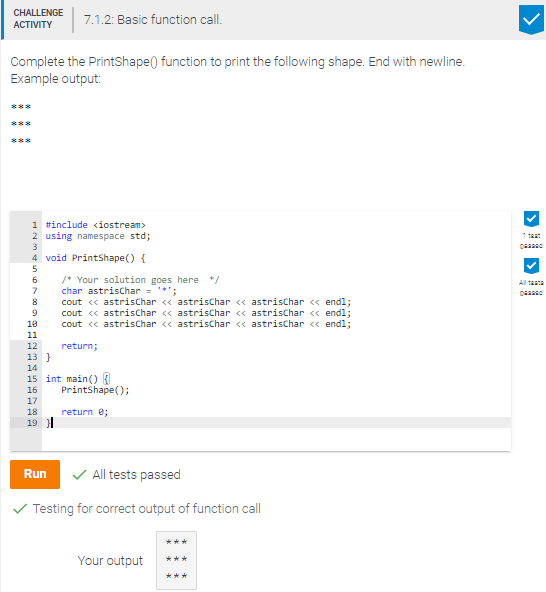 CHALLENGE
ACTIVITY
7.1.2: Basic function call.
Complete the PrintShape() function to print the following shape. End with newline.
Example output:
***
***
***
1 #include <iostream>
2 using namespace std;
3
4 void PrintShape() {
5
6    /* Your solution goes here  */
7    char astrisChar = '*';
8    cout << astrisChar << astrisChar << astrisChar << endl;
9    cout << astrisChar << astrisChar << astrisChar << endl;
10    cout << astrisChar << astrisChar << astrisChar << endl;
11
12    return;
13 }
14
15 int main() {
16    PrintShape();
17
18    return 0;
19 }
1 test
passed
All tests
passed
Run
All tests passed
Testing for correct output of function call
Your output
***
***
***